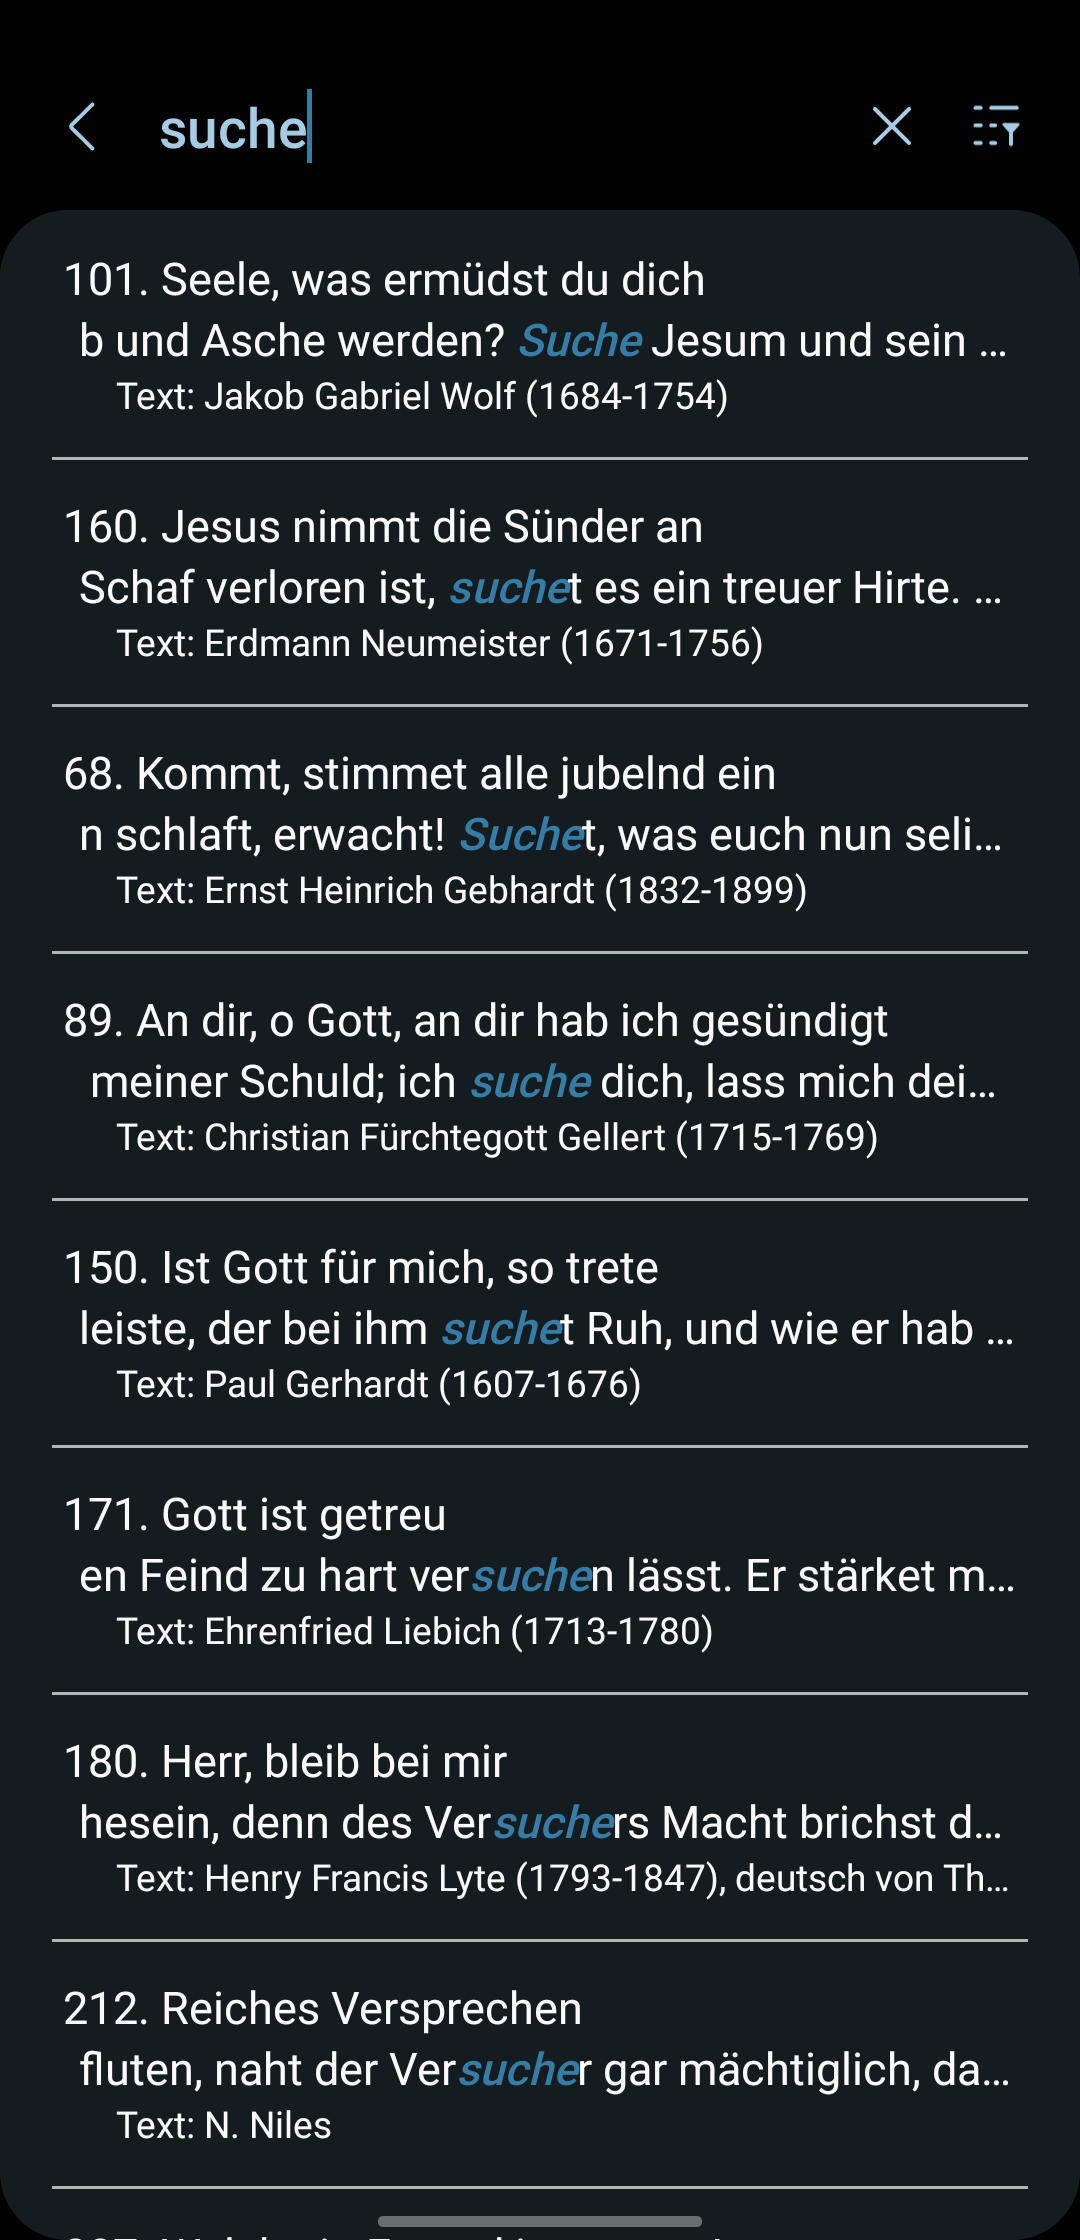 suche
101. Seele, was ermüdst du dich
b und Asche werden? Suche Jesum und sein ...
Text: Jakob Gabriel Wolf (1684-1754)
160. Jesus nimmt die Sünder an
Schaf verloren ist, suchet es ein treuer Hirte. ...
Text: Erdmann Neumeister (1671-1756)
68. Kommt, stimmet alle jubelnd ein
n schlaft, erwacht! Suchet, was euch nun seli...
Text: Ernst Heinrich Gebhardt (1832-1899)
89. An dir, o Gott, an dir hab ich gesündigt
meiner Schuld; ich suche dich, lass mich dei...
Text: Christian Fürchtegott Gellert (1715-1769)
150. Ist Gott für mich, so trete
leiste, der bei ihm suchet Ruh, und wie er hab ...
Text: Paul Gerhardt (1607-1676)
171. Gott ist getreu
en Feind zu hart versuchen lässt. Er stärket m...
Text: Ehrenfried Liebich (1713-1780)
180. Herr, bleib bei mir
hesein, denn des Versuchers Macht brichst d...
Text: Henry Francis Lyte (1793-1847), deutsch von Th...
212. Reiches Versprechen
fluten, naht der Versucher gar mächtiglich, da...
Text: N. Niles